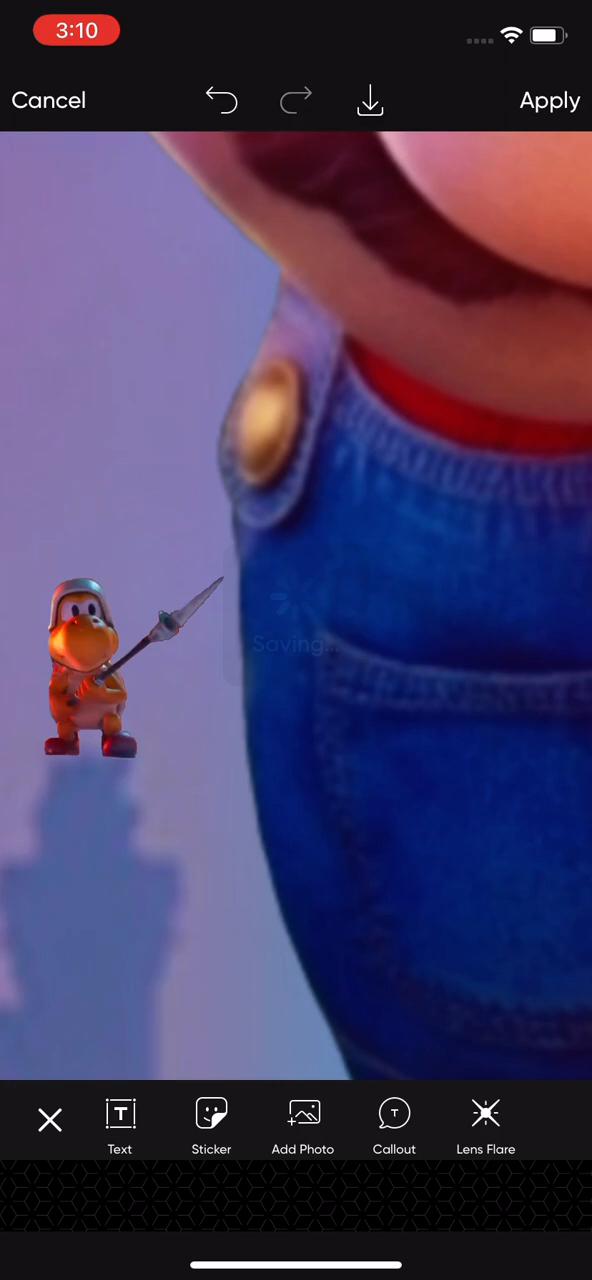 3:10
Cancel
Apply
Saving...
Text
Sticker
Add Photo
Callout
Lens Flare